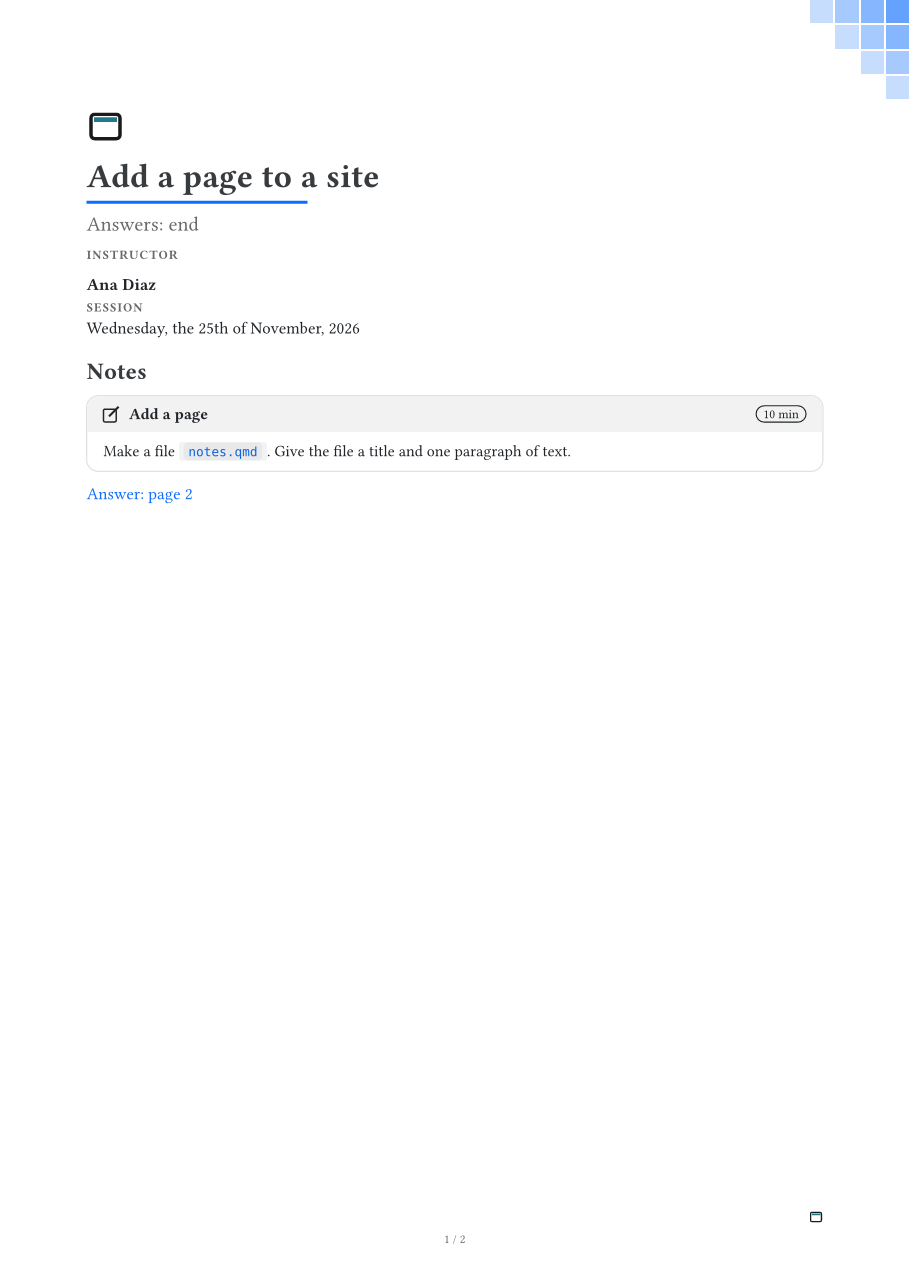 Add a page to a site
Answers: end
INSTRUCTOR
Ana Diaz
SESSION
Wednesday, the 25th of November, 2026
Notes
Add a page 10 min
Make a file notes.qmd . Give the file a title and one paragraph of text.
Answer: page 2
1 / 2